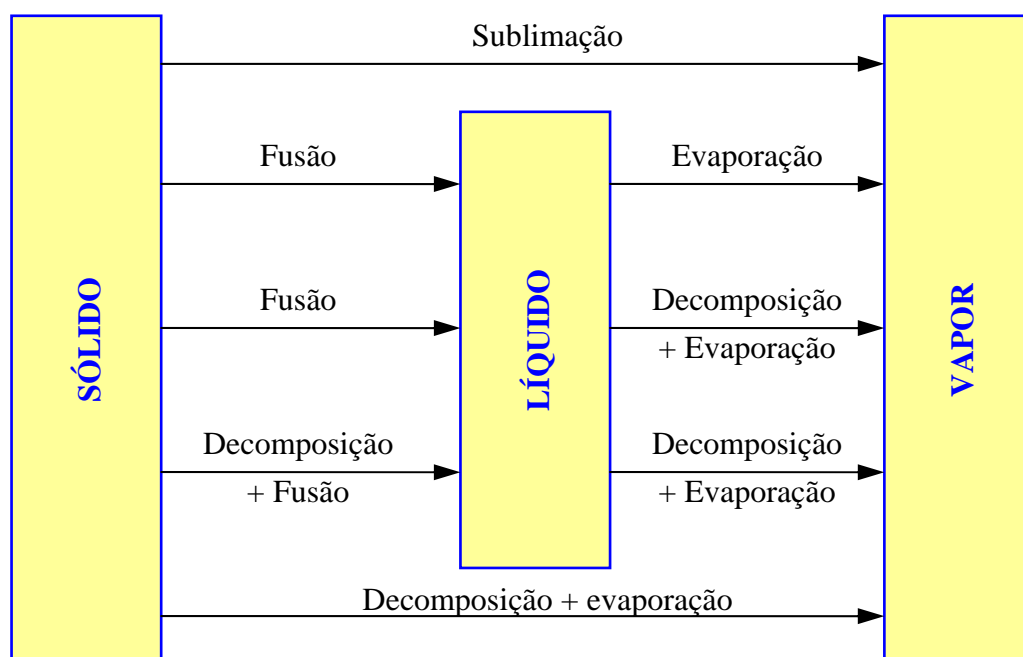 Sublimação
Fusão
Evaporação
Fusão
Decomposição
+ Evaporação
Decomposição
+ Fusão
Decomposição
+ Evaporação
Decomposição + evaporação
SÓLIDO
LÍQUIDO
VAPOR